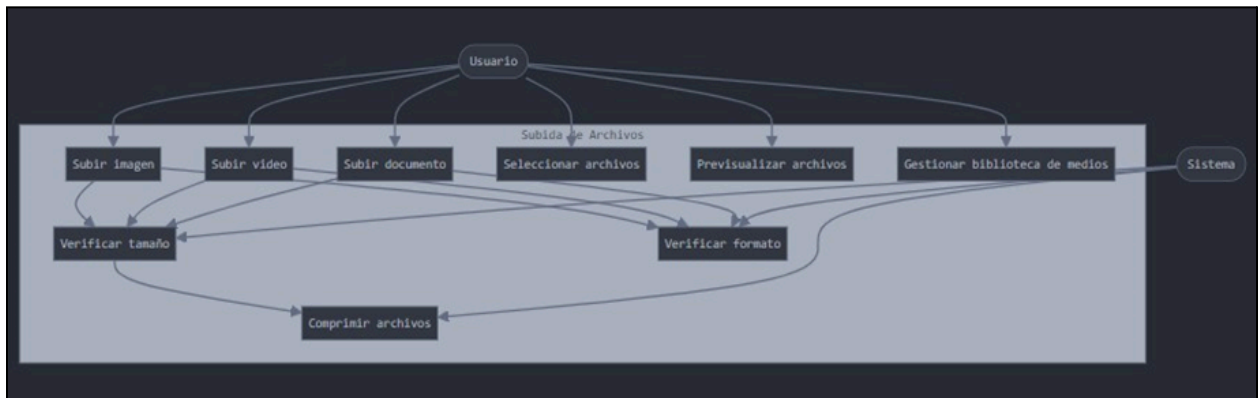 Usuario
Subida de Archivos
Subir imagen
Subir video
Subir documento
Seleccionar archivos
Previsualizar archivos
Gestionar biblioteca de medios
Sistema
Verificar tamaño
Verificar formato
Comprimir archivos